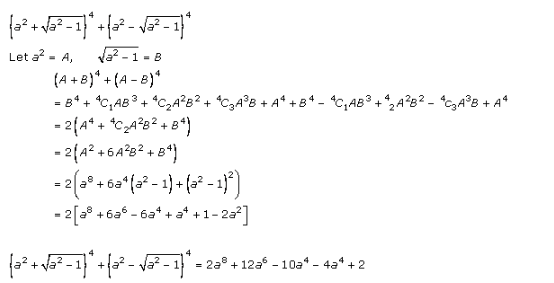 {a² + √(a² − 1)}⁴ + {a² − √(a² − 1)}⁴
Let a² = A, √(a² − 1) = B
(A + B)⁴ + (A − B)⁴
= B⁴ + ⁴C₁AB³ + ⁴C₂A²B² + ⁴C₃A³B + A⁴ + B⁴ − ⁴C₁AB³ + ⁴₂A²B² − ⁴c₃A³B + A⁴
= 2(A⁴ + ⁴C₂A²B² + B⁴)
= 2(A² + 6A²B² + B⁴)
= 2(a⁸ + 6a⁴(a² − 1) + (a² − 1)²)
= 2[a⁸ + 6a⁶ − 6a⁴ + a⁴ + 1 − 2a²]
{a² + √(a² − 1)}⁴ + {a² − √(a² − 1)}⁴ = 2a⁸ + 12a⁶ − 10a⁴ − 4a⁴ + 2